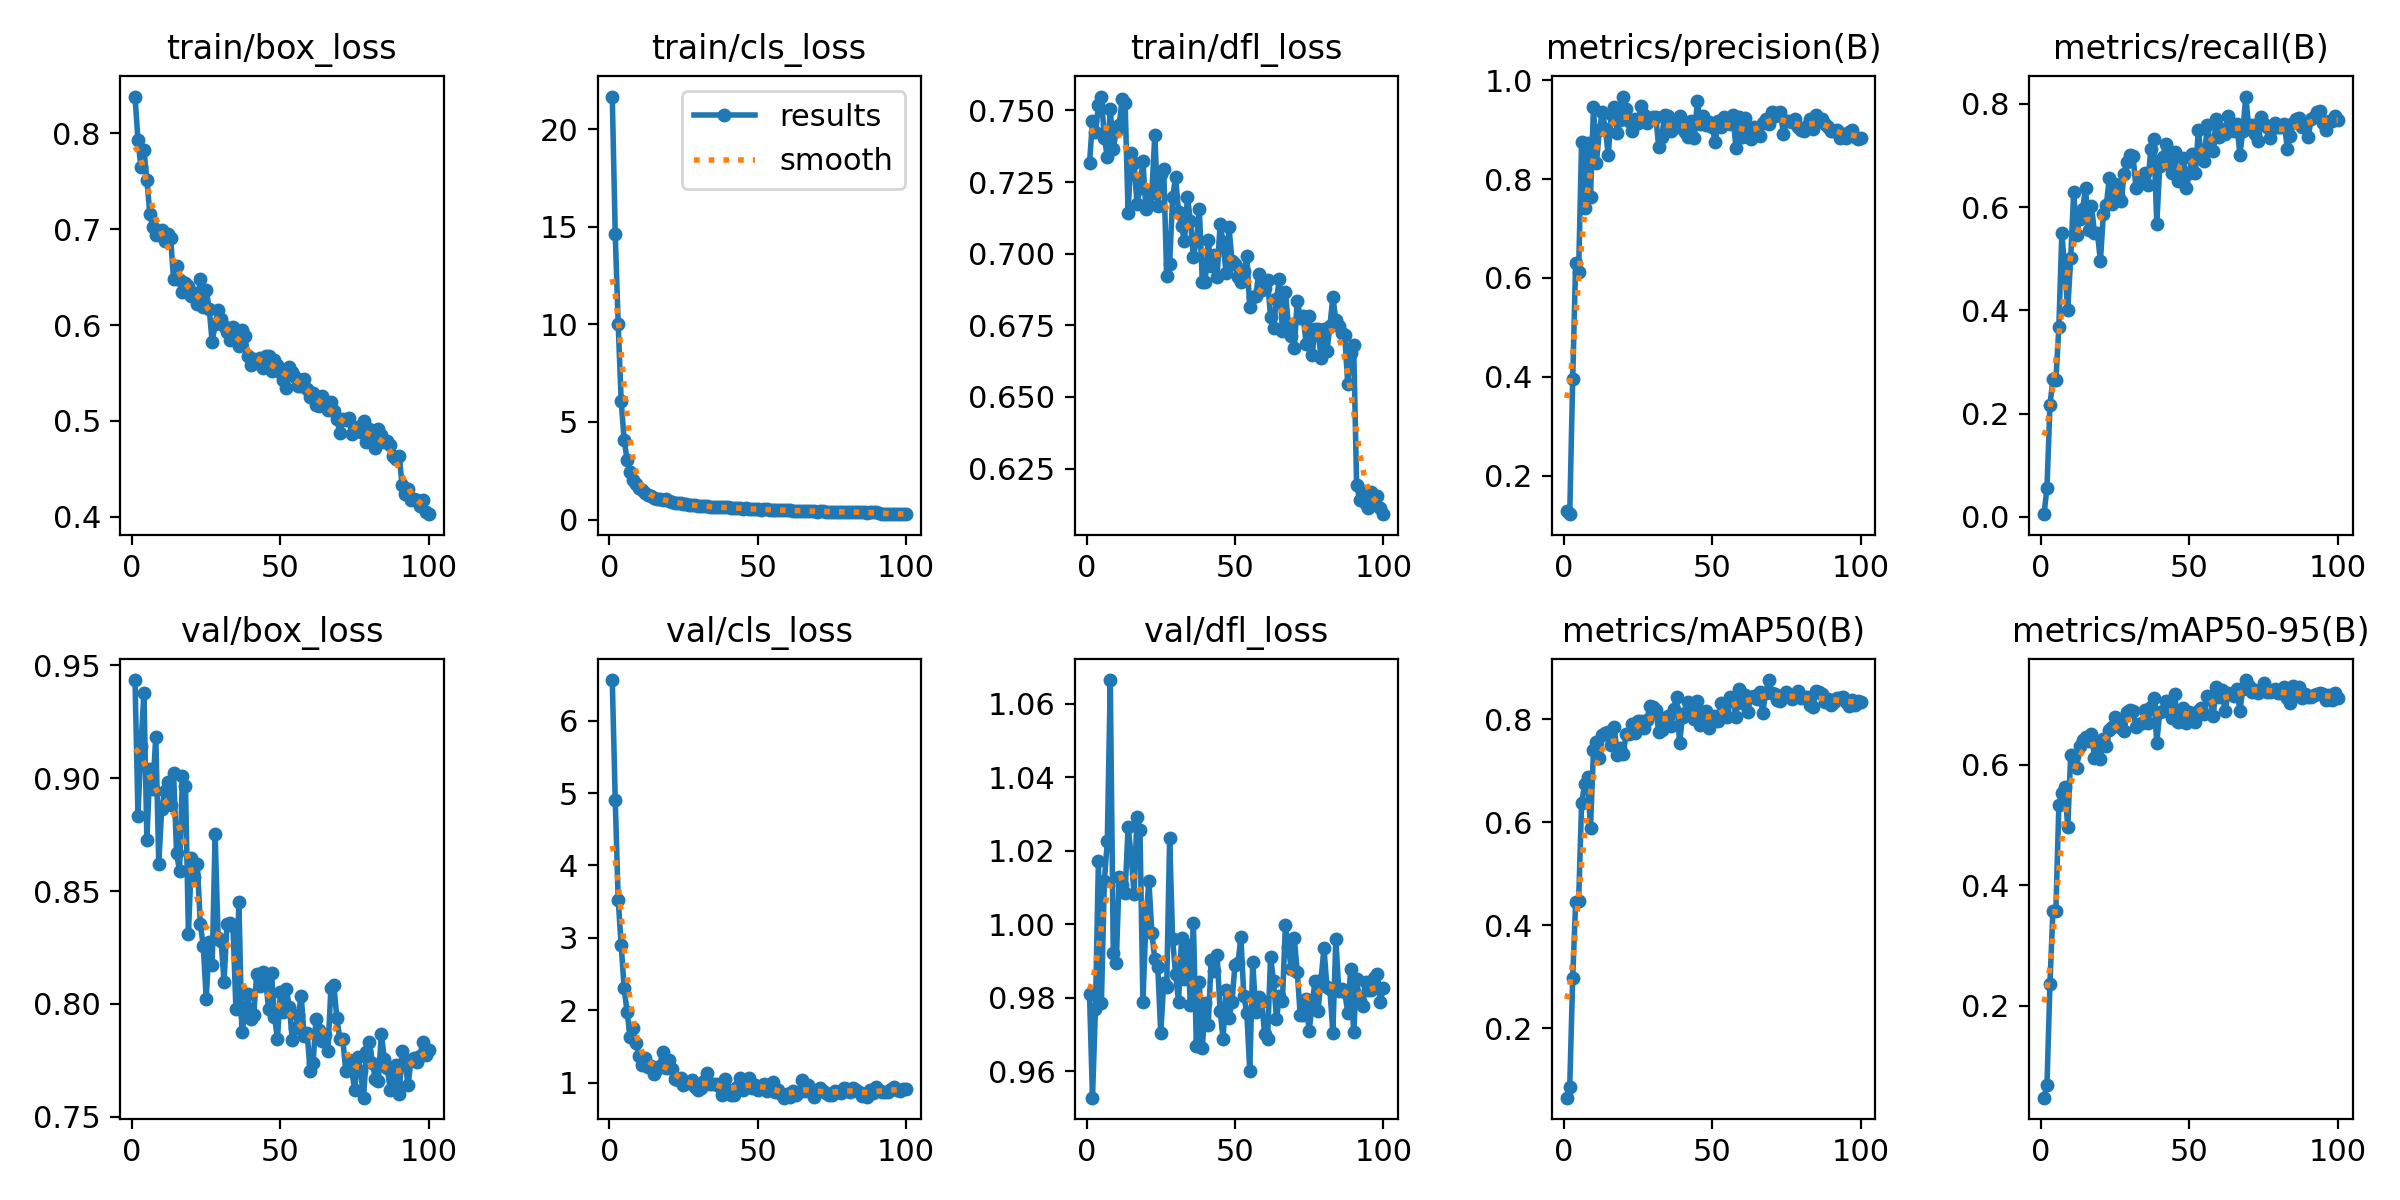 train/box_loss
0.8
0.7
0.6
0.5
0.4
0 50 100
train/cls_loss
results
smooth
20
15
10
5
0
0 50 100
train/dfl_loss
0.750
0.725
0.700
0.675
0.650
0.625
0 50 100
metrics/precision(B)
1.0
0.8
0.6
0.4
0.2
0 50 100
metrics/recall(B)
0.8
0.6
0.4
0.2
0.0
0 50 100
val/box_loss
0.95
0.90
0.85
0.80
0.75
0 50 100
val/cls_loss
6
5
4
3
2
1
0 50 100
val/dfl_loss
1.06
1.04
1.02
1.00
0.98
0.96
0 50 100
metrics/mAP50(B)
0.8
0.6
0.4
0.2
0 50 100
metrics/mAP50-95(B)
0.6
0.4
0.2
0 50 100